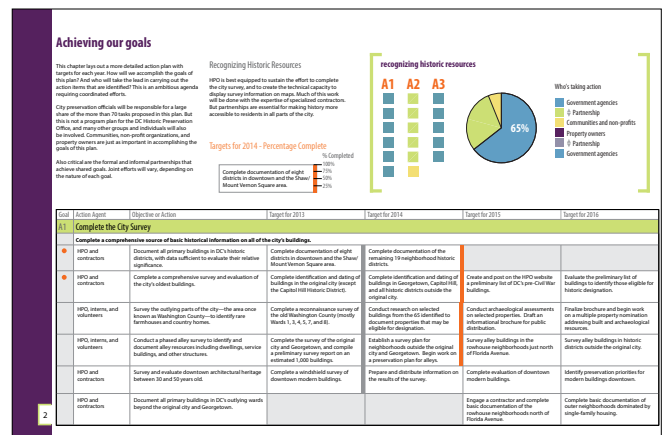 Achieving our goals
This chapter lays out a more detailed action plan with
targets for each year. How will we accomplish the goals of
this plan? And who will take the lead in carrying out the
action items that are identified? This is an ambitious agenda
requiring coordinated efforts.
City preservation officials will be responsible for a large
share of the more than 70 tasks proposed in this plan. But
this is not a program plan for the DC Historic Preservation
Office, and many other groups and individuals will also
be involved. Communities, non-profit organizations, and
property owners are just as important in accomplishing the
goals of this plan.
Also critical are the formal and informal partnerships that
achieve shared goals. Joint efforts will vary, depending on
the nature of each goal.
Recognizing Historic Resources
HPO is best equipped to sustain the effort to complete
the city survey, and to create the technical capacity to
display survey information on maps. Much of this work
will be done with the expertise of specialized contractors.
But partnerships are essential for making history more
accessible to residents in all parts of the city.
Targets for 2014 - Percentage Complete
% Completed
100%
75%
50%
25%
Complete documentation of eight
districts in downtown and the Shaw/
Mount Vernon Square area.
recognizing historic resources
A1 A2 A3
65%
Who's taking action
Government agencies
Partnership
Communities and non-profits
Property owners
Partnership
Government agencies
Goal Action Agent Objective or Action Target for 2013 Target for 2014 Target for 2015 Target for 2016
A1 Complete the City Survey
Complete a comprehensive source of basic historical information on all of the city's buildings.
HPO and
contractors
Document all primary buildings in DC's historic
districts, with data sufficient to evaluate their relative
significance.
Complete documentation of eight
districts in downtown and the Shaw/
Mount Vernon Square area.
Complete documentation of the
remaining 19 neighborhood historic
districts.
HPO and
contractors
Complete a comprehensive survey and evaluation of
the city's oldest buildings.
Complete identification and dating of
buildings in the original city (except
the Capitol Hill Historic District).
Complete identification and dating of
buildings in Georgetown, Capitol Hill,
and all historic districts outside the
original city.
Create and post on the HPO website
a preliminary list of DC's pre-Civil War
buildings.
Evaluate the preliminary list of
buildings to identify those eligible for
historic designation.
HPO, interns, and
volunteers
Survey the outlying parts of the city—the area once
known as Washington County—to identify rare
farmhouses and country homes.
Complete a reconnaissance survey of
the old Washington County (mostly
Wards 1, 3, 4, 5, 7, and 8).
Conduct research on selected
buildings from the 65 identified to
document properties that may be
eligible for designation.
Conduct archaeological assessments
on selected properties. Draft an
informational brochure for public
distribution.
Finalize brochure and begin work
on a multiple property nomination
addressing built and archaeological
resources.
HPO, interns, and
volunteers
Conduct a phased alley survey to identify and
document alley resources including dwellings, service
buildings, and other structures.
Complete the survey of the original
city and Georgetown, and compile
a preliminary survey report on an
estimated 1,000 buildings.
Establish a survey plan for
neighborhoods outside the original
city and Georgetown. Begin work on
a preservation plan for alleys.
Survey alley buildings in the
rowhouse neighborhoods just north
of Florida Avenue.
Survey alley buildings in historic
districts outside the original city.
HPO and
contractors
Survey and evaluate downtown architectural heritage
between 30 and 50 years old.
Complete a windshield survey of
downtown modern buildings.
Prepare and distribute information on
the results of the survey.
Complete evaluation of downtown
modern buildings.
Identify preservation priorities for
modern buildings downtown.
HPO and
contractors
Document all primary buildings in DC's outlying wards
beyond the original city and Georgetown.
Engage a contractor and complete
basic documentation of the
rowhouse neighborhoods north of
Florida Avenue.
Complete basic documentation of
outer neighborhoods dominated by
single-family housing.
2